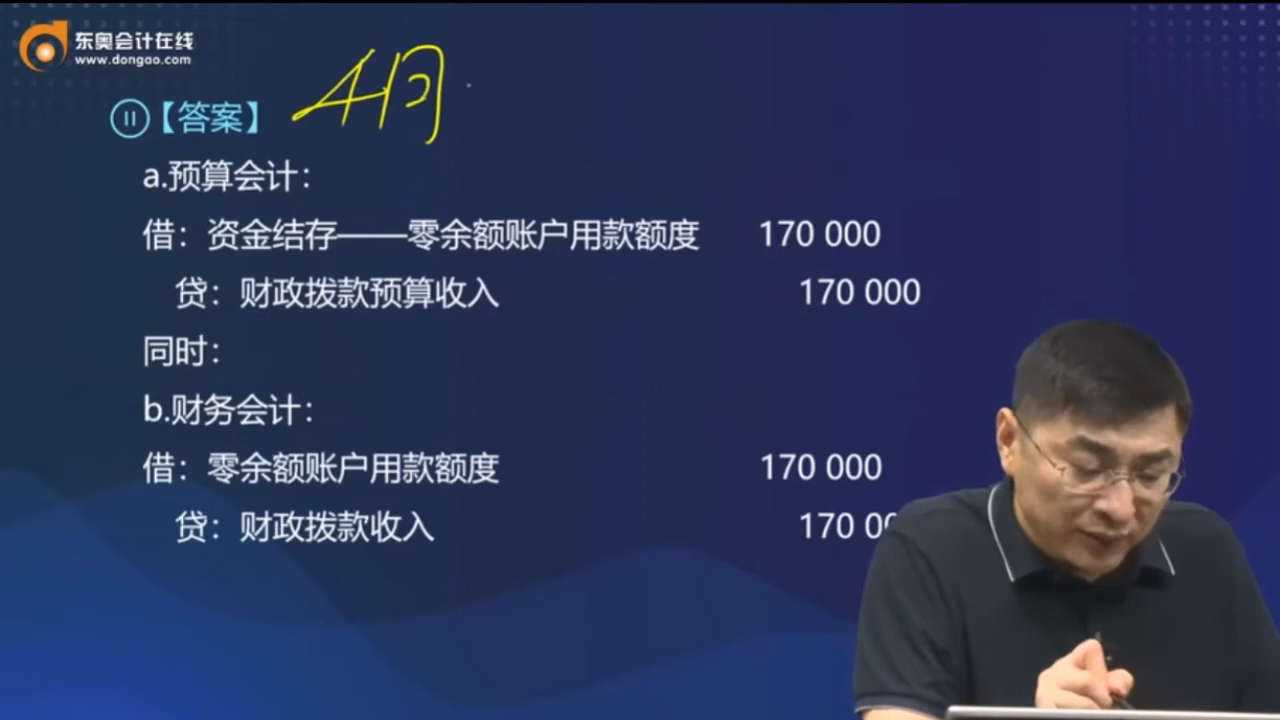 东奥会计在线
www.dongao.com
4月
⑪【答案】
a.预算会计：
借：资金结存——零余额账户用款额度 170 000
贷：财政拨款预算收入 170 000
同时：
b.财务会计：
借：零余额账户用款额度 170 000
贷：财政拨款收入 170 00